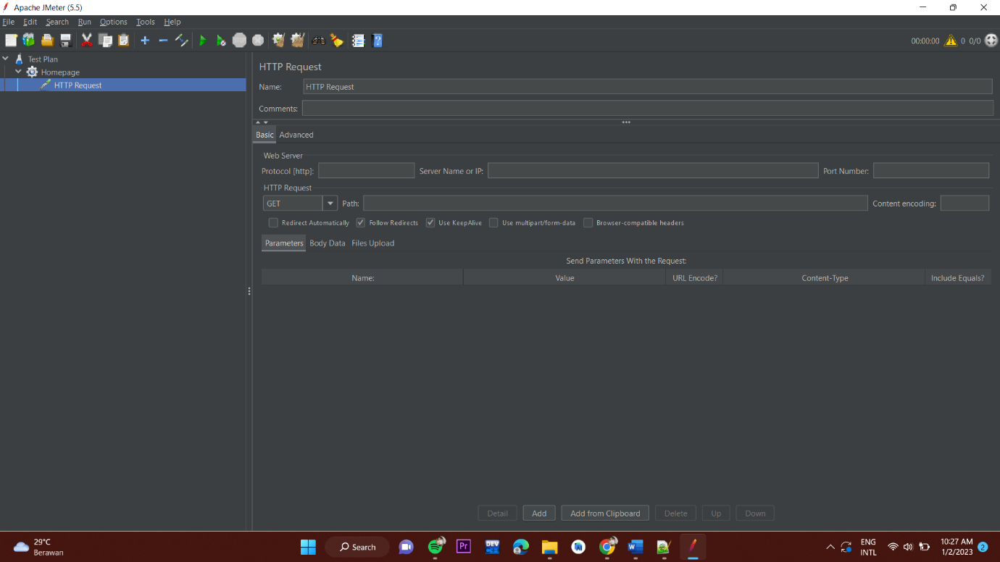 Apache JMeter (5.5)
File Edit Search Run Options Tools Help
00:00:00 0 0/0
Test Plan
Homepage
HTTP Request
HTTP Request
Name: HTTP Request
Comments:
Basic Advanced
Web Server
Protocol [http]: Server Name or IP: Port Number:
HTTP Request
GET Path: Content encoding:
Redirect Automatically Follow Redirects Use KeepAlive Use multipart/form-data Browser-compatible headers
Parameters Body Data Files Upload
Send Parameters With the Request:
Name: Value URL Encode? Content-Type Include Equals?
Detail Add Add from Clipboard Delete Up Down
29°C
Berawan
Search
Pr
DEV
W
ENG
INTL
10:27 AM
1/2/2023
2